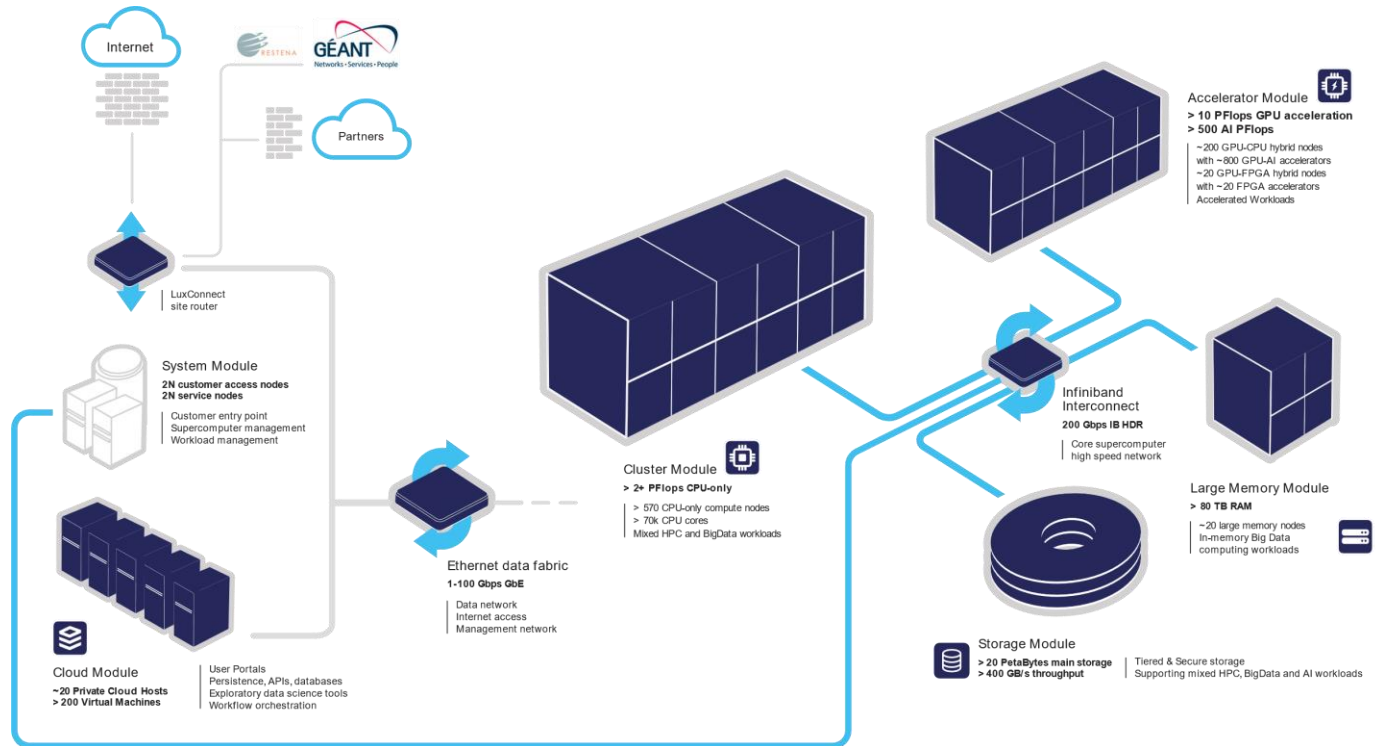 Internet
RESTENA
GÉANT
Networks • Services • People
Partners
LuxConnect
site router
System Module
2N customer access nodes
2N service nodes
Customer entry point
Supercomputer management
Workload management
Cloud Module
~20 Private Cloud Hosts
> 200 Virtual Machines
User Portals
Persistence, APIs, databases
Exploratory data science tools
Workflow orchestration
Ethernet data fabric
1-100 Gbps GbE
Data network
Internet access
Management network
Cluster Module
> 2+ PFlops CPU-only
> 570 CPU-only compute nodes
> 70k CPU cores
Mixed HPC and BigData workloads
Accelerator Module
> 10 PFlops GPU acceleration
> 500 AI PFlops
~200 GPU-CPU hybrid nodes
with ~800 GPU-AI accelerators
~20 GPU-FPGA hybrid nodes
with ~20 FPGA accelerators
Accelerated Workloads
Infiniband
Interconnect
200 Gbps IB HDR
Core supercomputer
high speed network
Large Memory Module
> 80 TB RAM
~20 large memory nodes
In-memory Big Data
computing workloads
Storage Module
> 20 PetaBytes main storage
> 400 GB/s throughput
Tiered & Secure storage
Supporting mixed HPC, BigData and AI workloads